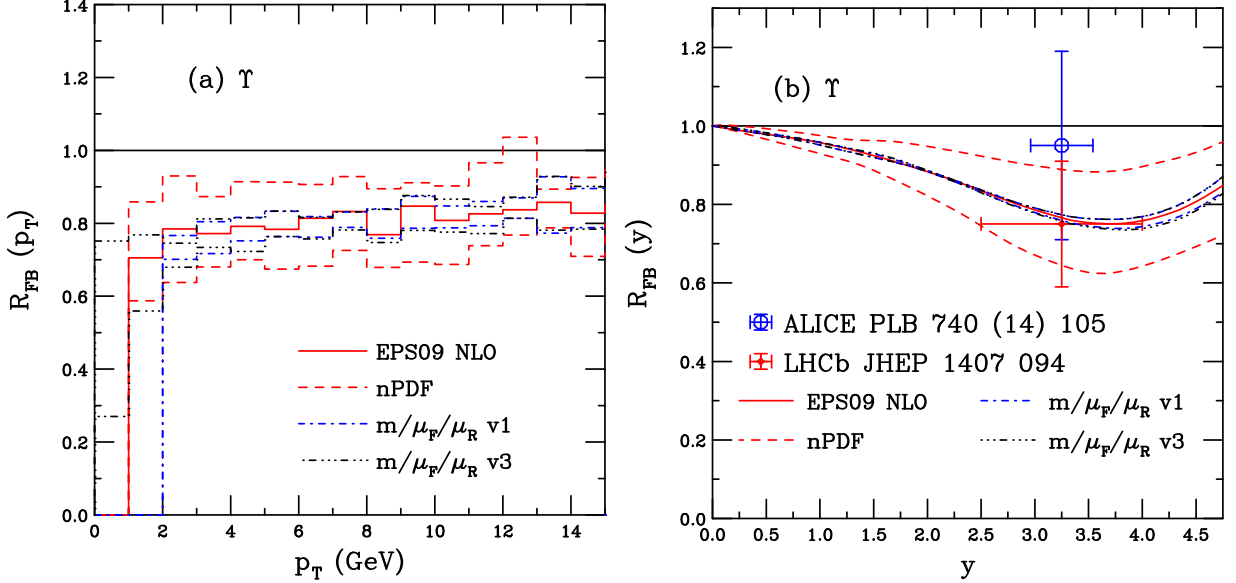 1.4
1.2
1.0
0.8
0.6
0.4
0.2
0.0
R_FB (p_T)
(a) ϒ
EPS09 NLO
nPDF
m/μ_F/μ_R v1
m/μ_F/μ_R v3
0 2 4 6 8 10 12 14
p_T (GeV)
1.2
1.0
0.8
0.6
0.4
0.2
0.0
R_FB (y)
(b) ϒ
ALICE PLB 740 (14) 105
LHCb JHEP 1407 094
EPS09 NLO m/μ_F/μ_R v1
nPDF m/μ_F/μ_R v3
0.0 0.5 1.0 1.5 2.0 2.5 3.0 3.5 4.0 4.5
y